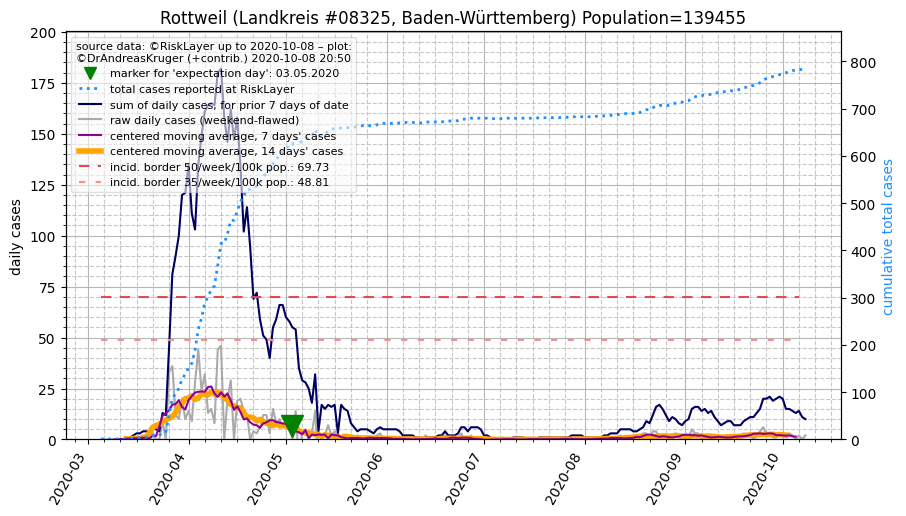 Rottweil (Landkreis #08325, Baden-Württemberg) Population=139455
source data: ©RiskLayer up to 2020-10-08 – plot:
©DrAndreasKruger (+contrib.) 2020-10-08 20:50
marker for 'expectation day': 03.05.2020
total cases reported at RiskLayer
sum of daily cases, for prior 7 days of date
raw daily cases (weekend-flawed)
centered moving average, 7 days' cases
centered moving average, 14 days' cases
incid. border 50/week/100k pop.: 69.73
incid. border 35/week/100k pop.: 48.81
daily cases
200
175
150
125
100
75
50
25
0
cumulative total cases
800
700
600
500
400
300
200
100
0
2020-03
2020-04
2020-05
2020-06
2020-07
2020-08
2020-09
2020-10